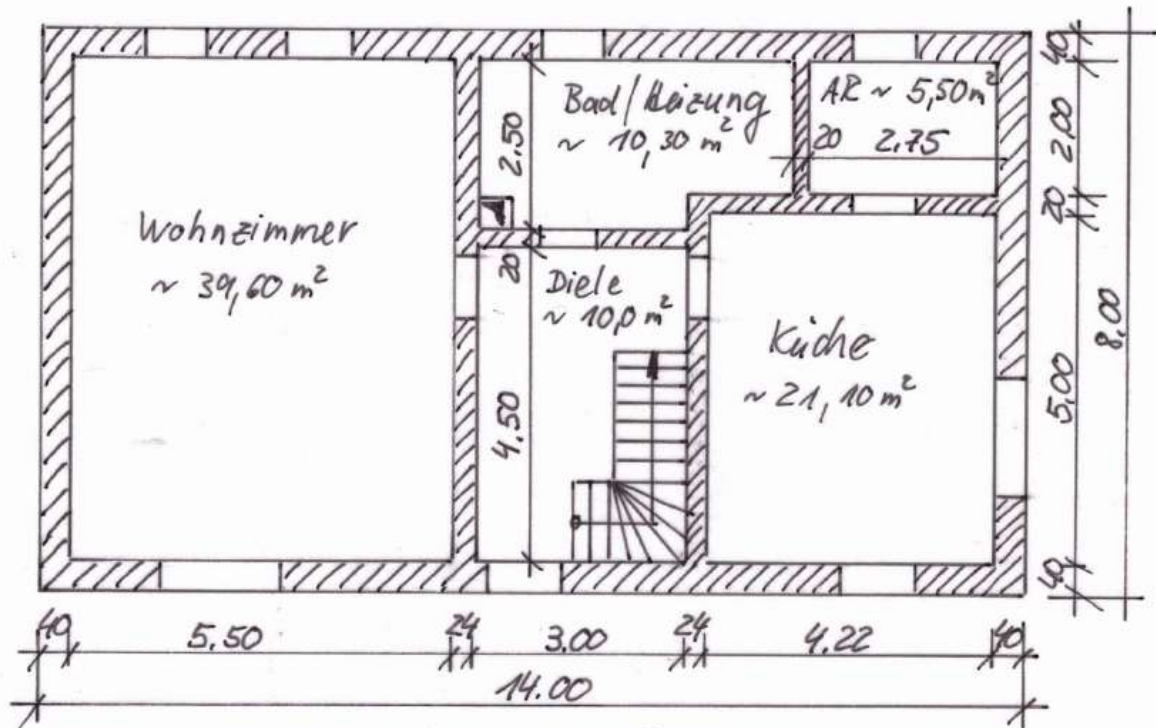 Bad/Heizung
~ 10,30 m²
AR ~ 5,50 m²
20 2.75
2.50
Wohnzimmer
~ 39,60 m²
20
Diele
~ 10,0 m²
Küche
~ 21,10 m²
4.50
40
2,00
20
5,00
40
8.00
40 5.50 24 3.00 24 4.22 40
14.00